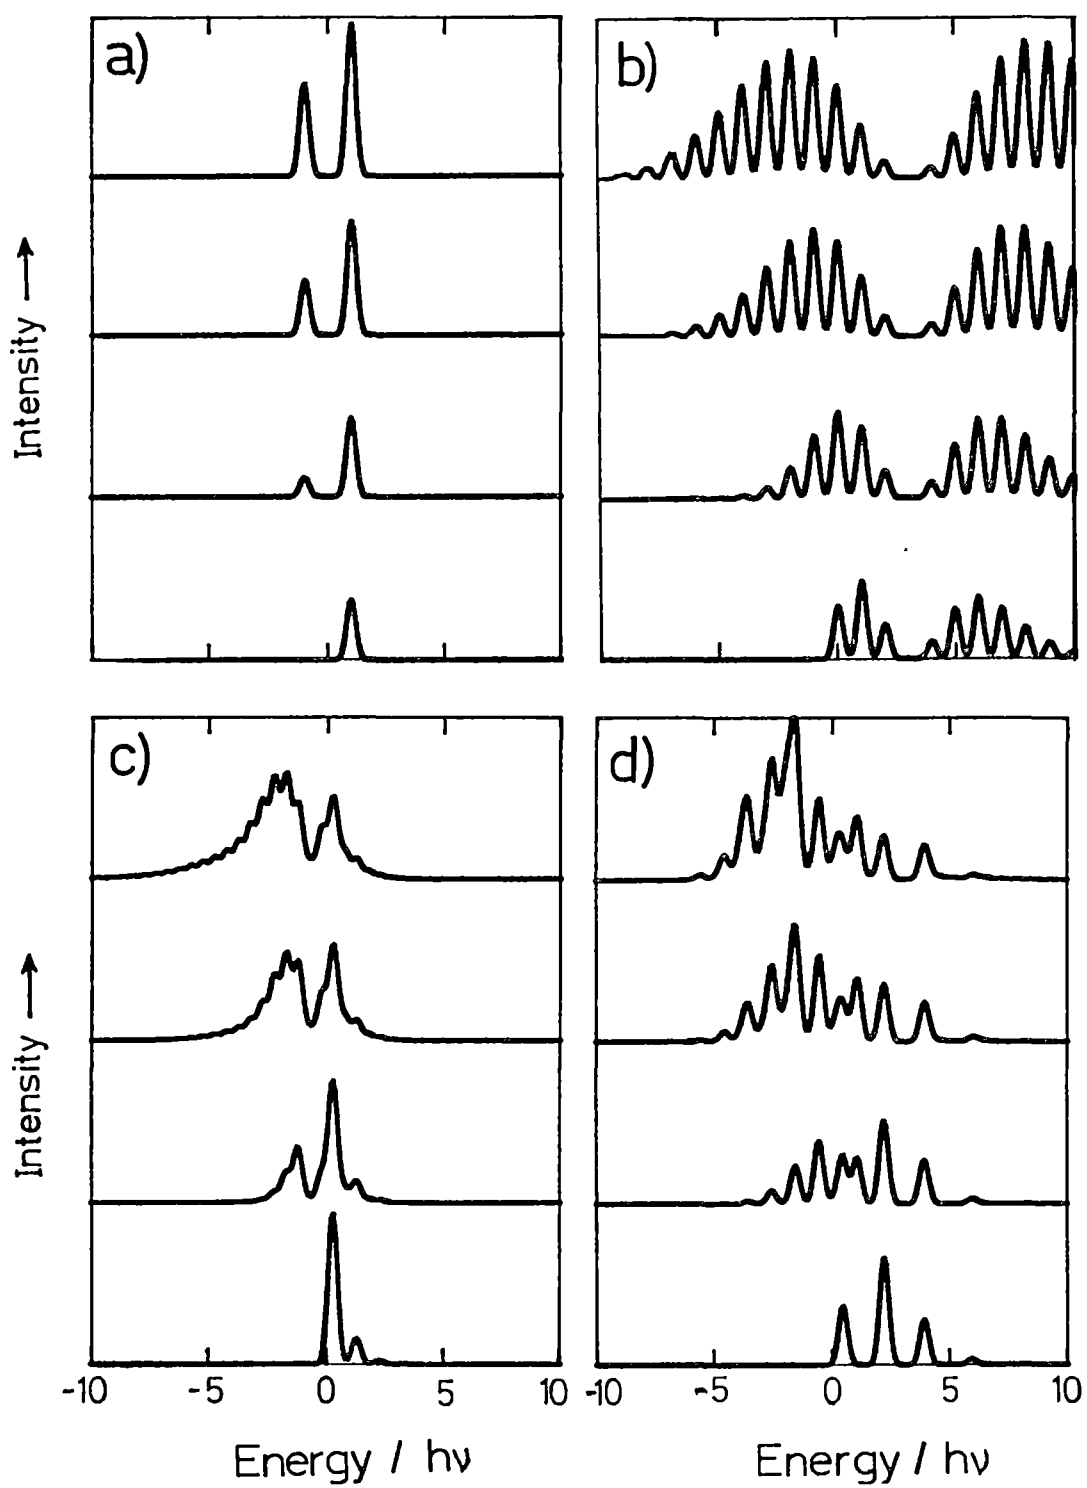 a)
b)
Intensity →
c)
d)
Intensity →
-10 -5 0 5 10
-10 -5 0 5 10
Energy / hν
Energy / hν